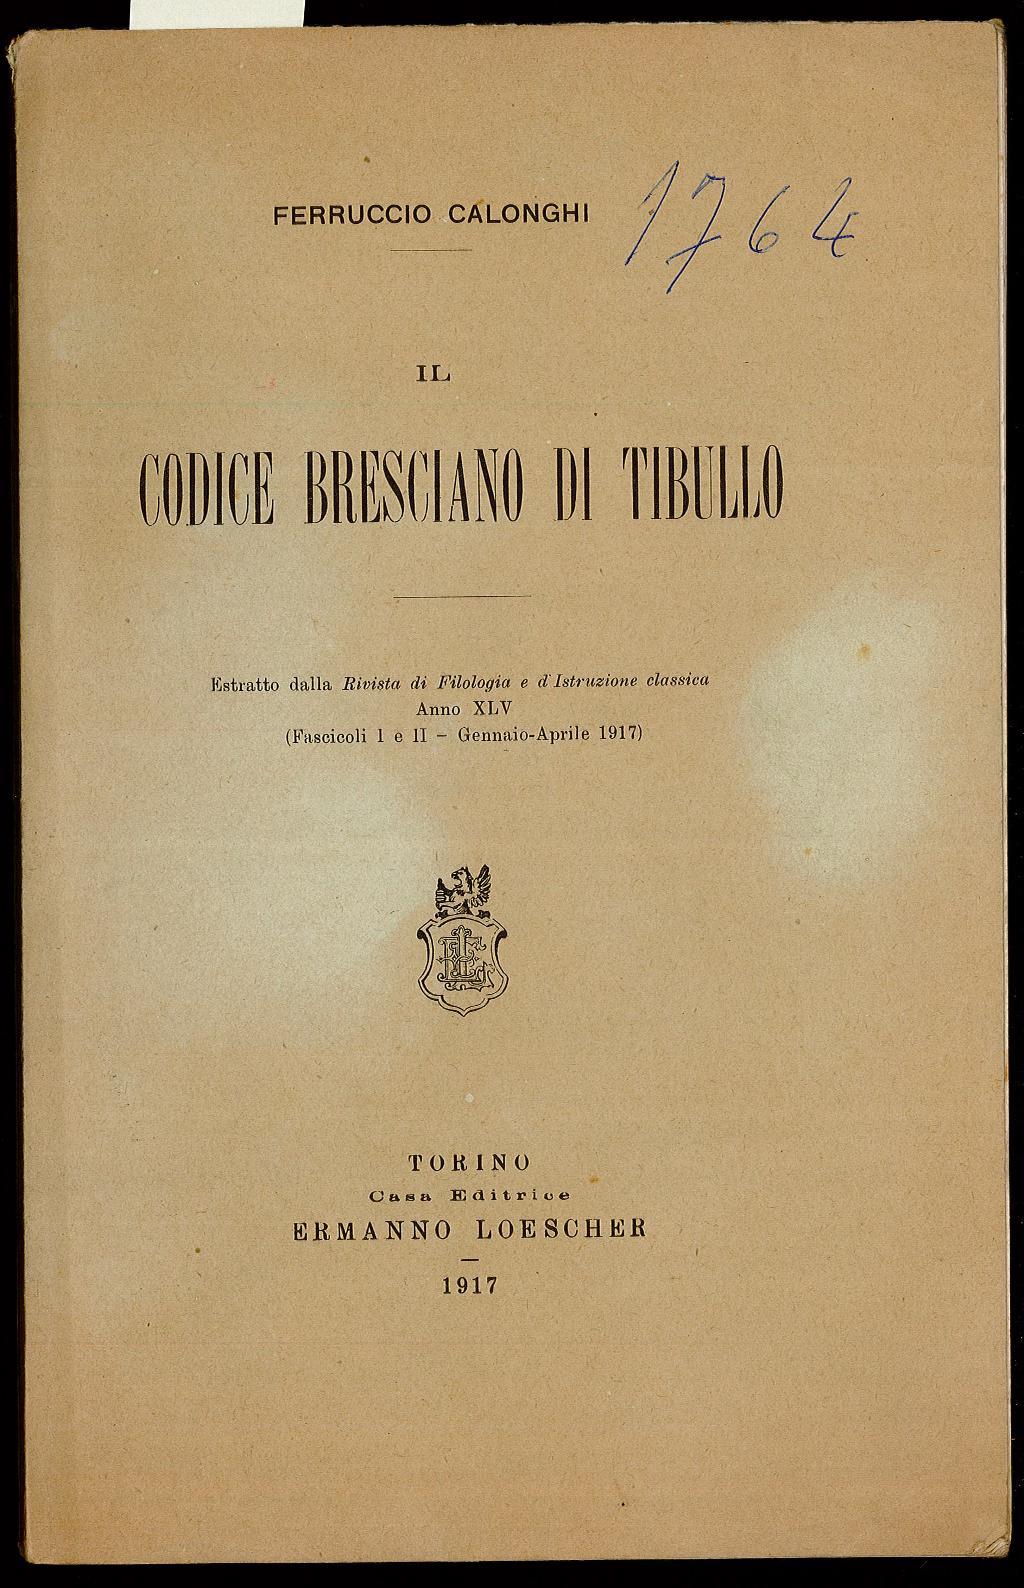 FERRUCCIO CALONGHI
1764
IL
CODICE BRESCIANO DI TIBULLO
Estratto dalla Rivista di Filologia e d'Istruzione classica
Anno XLV
(Fascicoli I e II – Gennaio-Aprile 1917)
TORINO
Casa Editrice
ERMANNO LOESCHER
1917